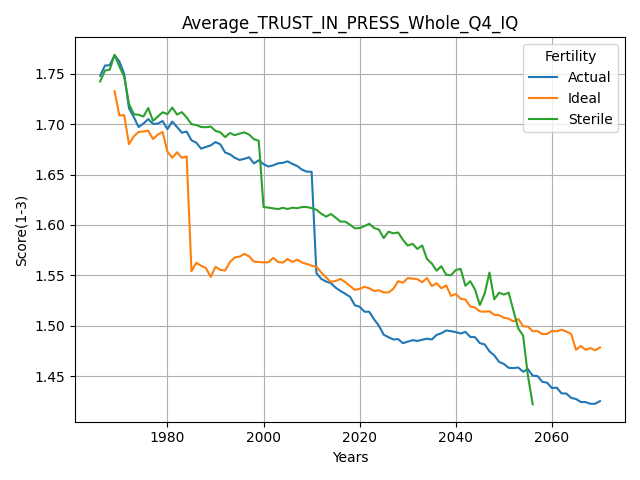 Average_TRUST_IN_PRESS_Whole_Q4_IQ
Fertility
Actual
Ideal
Sterile
Score(1-3)
1.75
1.70
1.65
1.60
1.55
1.50
1.45
1980
2000
2020
2040
2060
Years